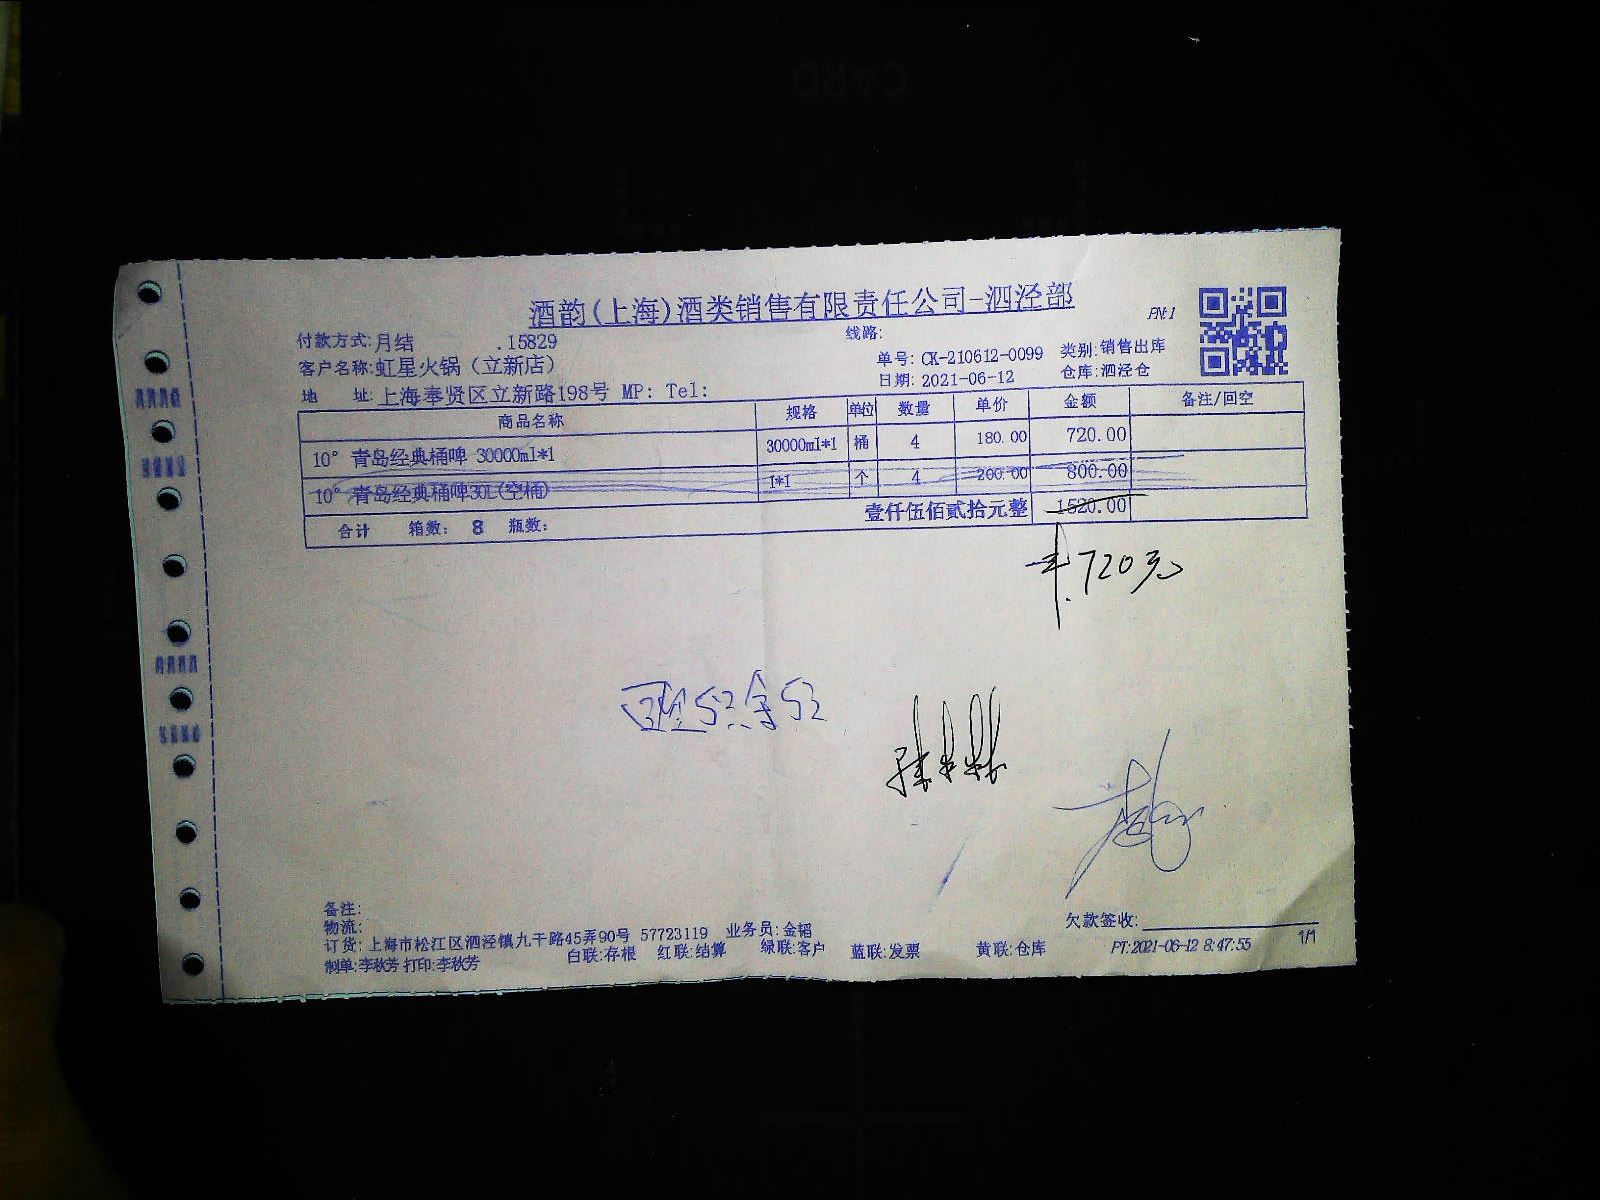 酒韵(上海)酒类销售有限责任公司-泗泾部
PN:1
付款方式:月结 .15829 线路:
客户名称:虹星火锅（立新店） 单号: CK-210612-0099 类别:销售出库
地 址:上海奉贤区立新路198号 MP: Tel: 日期: 2021-06-12 仓库:泗泾仓
商品名称 规格 单位 数量 单价 金额 备注/回空
10° 青岛经典桶啤 30000ml*1 30000ml*1 桶 4 180.00 720.00
10° 青岛经典桶啤30L(空桶) 1*1 个 4 200.00 800.00
合计 箱数: 8 瓶数: 壹仟伍佰贰拾元整 1520.00
720元
备注:
物流:
订货:上海市松江区泗泾镇九干路45弄90号 57723119 业务员:金韬 欠款签收:
制单:李秋芳 打印:李秋芳 白联:存根 红联:结算 绿联:客户 蓝联:发票 黄联:仓库 PT:2021-06-12 8:47:55 1/1